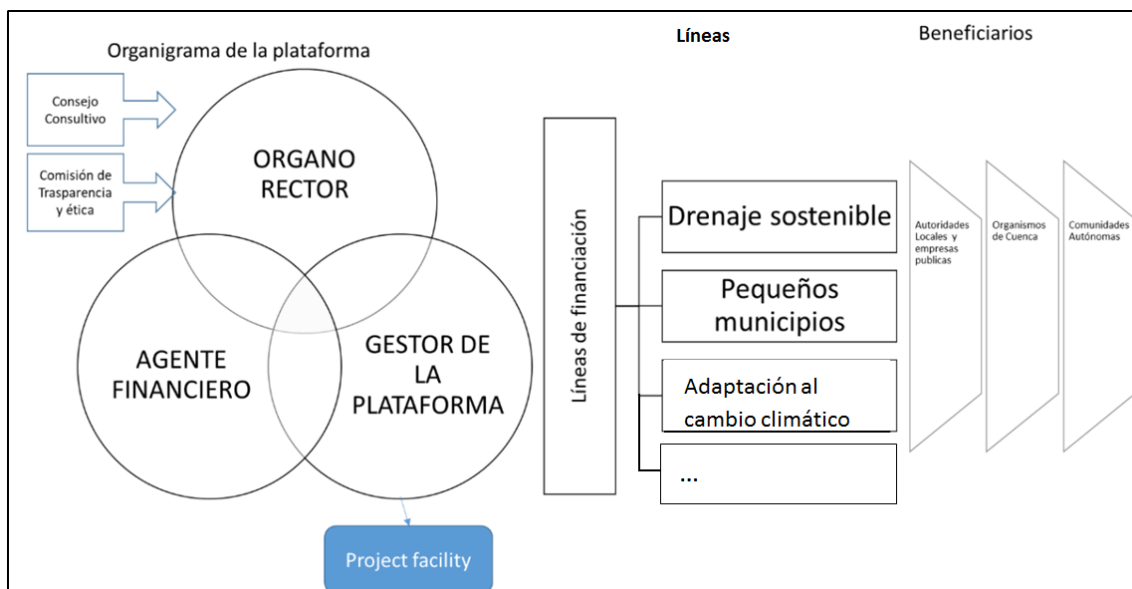 Organigrama de la plataforma
Consejo
Consultivo
Comisión de
Trasparencia
y ética
ORGANO
RECTOR
AGENTE
FINANCIERO
GESTOR DE
LA
PLATAFORMA
Project facility
Líneas de financiación
Líneas
Drenaje sostenible
Pequeños
municipios
Adaptación al
cambio climático
...
Beneficiarios
Autoridades
Locales y
empresas
publicas
Organismos
de Cuenca
Comunidades
Autónomas